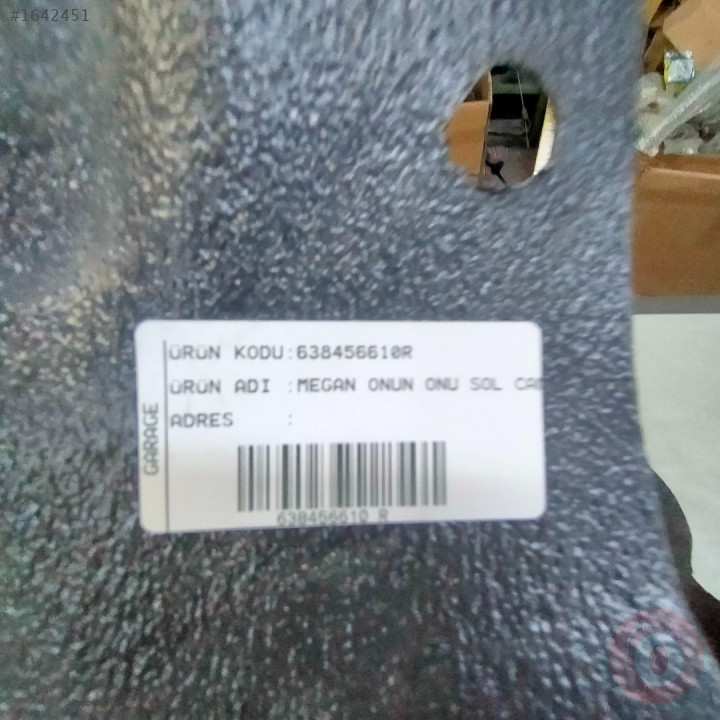 #1642451
ÜRÜN KODU:638456610R
ÜRÜN ADI :MEGAN ONUN ONU SOL
ADRES :
GARAGE
638456610 R